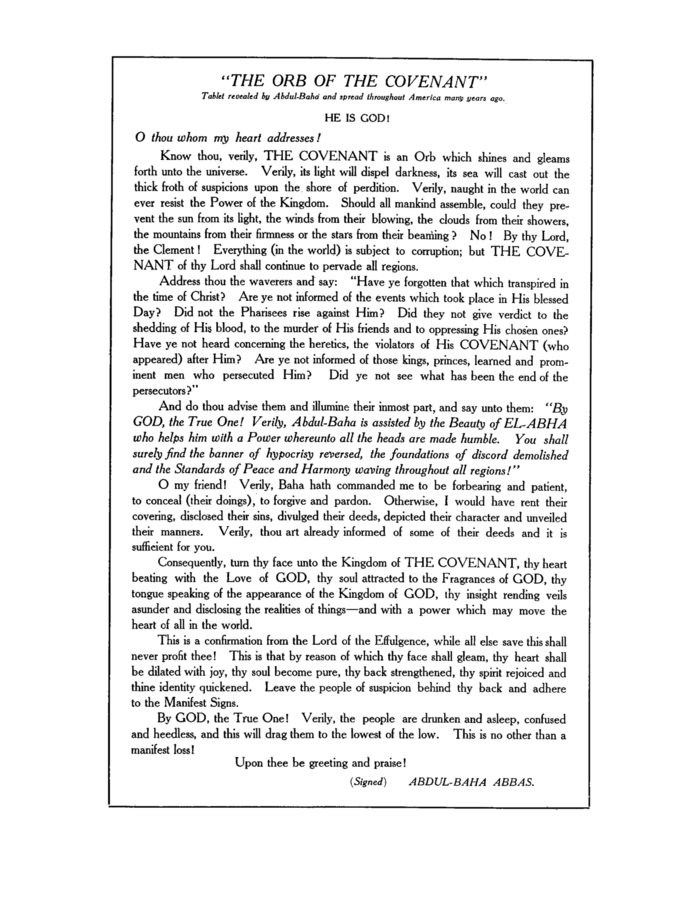 "THE ORB OF THE COVENANT"
Tablet revealed by Abdul-Baha and spread throughout America many years ago.
HE IS GOD!
O thou whom my heart addresses!
Know thou, verily, THE COVENANT is an Orb which shines and gleams
forth unto the universe. Verily, its light will dispel darkness, its sea will cast out the
thick froth of suspicions upon the shore of perdition. Verily, naught in the world can
ever resist the Power of the Kingdom. Should all mankind assemble, could they pre-
vent the sun from its light, the winds from their blowing, the clouds from their showers,
the mountains from their firmness or the stars from their beaming? No! By thy Lord,
the Clement! Everything (in the world) is subject to corruption; but THE COVE-
NANT of thy Lord shall continue to pervade all regions.
Address thou the waverers and say: "Have ye forgotten that which transpired in
the time of Christ? Are ye not informed of the events which took place in His blessed
Day? Did not the Pharisees rise against Him? Did they not give verdict to the
shedding of His blood, to the murder of His friends and to oppressing His chosen ones?
Have ye not heard concerning the heretics, the violators of His COVENANT (who
appeared) after Him? Are ye not informed of those kings, princes, learned and prom-
inent men who persecuted Him? Did ye not see what has been the end of the
persecutors?"
And do thou advise them and illumine their inmost part, and say unto them: "By
GOD, the True One! Verily, Abdul-Baha is assisted by the Beauty of EL-ABHA
who helps him with a Power whereunto all the heads are made humble. You shall
surely find the banner of hypocrisy reversed, the foundations of discord demolished
and the Standards of Peace and Harmony waving throughout all regions!"
O my friend! Verily, Baha hath commanded me to be forbearing and patient,
to conceal (their doings), to forgive and pardon. Otherwise, I would have rent their
covering, disclosed their sins, divulged their deeds, depicted their character and unveiled
their manners. Verily, thou art already informed of some of their deeds and it is
sufficient for you.
Consequently, turn thy face unto the Kingdom of THE COVENANT, thy heart
beating with the Love of GOD, thy soul attracted to the Fragrances of GOD, thy
tongue speaking of the appearance of the Kingdom of GOD, thy insight rending veils
asunder and disclosing the realities of things—and with a power which may move the
heart of all in the world.
This is a confirmation from the Lord of the Effulgence, while all else save this shall
never profit thee! This is that by reason of which thy face shall gleam, thy heart shall
be dilated with joy, thy soul become pure, thy back strengthened, thy spirit rejoiced and
thine identity quickened. Leave the people of suspicion behind thy back and adhere
to the Manifest Signs.
By GOD, the True One! Verily, the people are drunken and asleep, confused
and heedless, and this will drag them to the lowest of the low. This is no other than a
manifest loss!
Upon thee be greeting and praise!
(Signed) ABDUL-BAHA ABBAS.